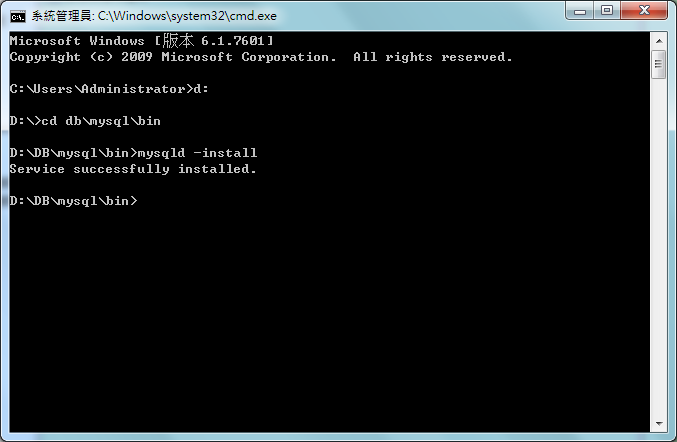 系統管理員: C:\Windows\system32\cmd.exe
Microsoft Windows [版本 6.1.7601]
Copyright (c) 2009 Microsoft Corporation.  All rights reserved.
C:\Users\Administrator>d:
D:\>cd db\mysql\bin
D:\DB\mysql\bin>mysqld -install
Service successfully installed.
D:\DB\mysql\bin>